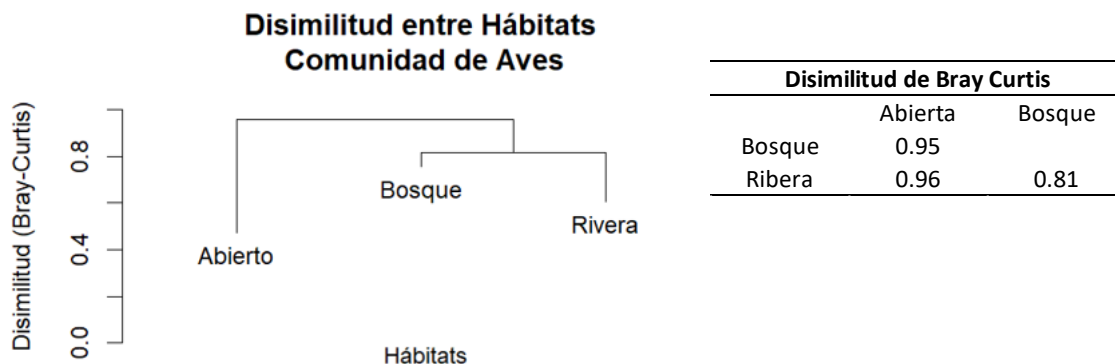 Disimilitud entre Hábitats
Comunidad de Aves
Disimilitud (Bray-Curtis)
0.8
0.4
0.0
Bosque
Rivera
Abierto
Hábitats
Disimilitud de Bray Curtis
Abierta Bosque
Bosque 0.95
Ribera 0.96 0.81